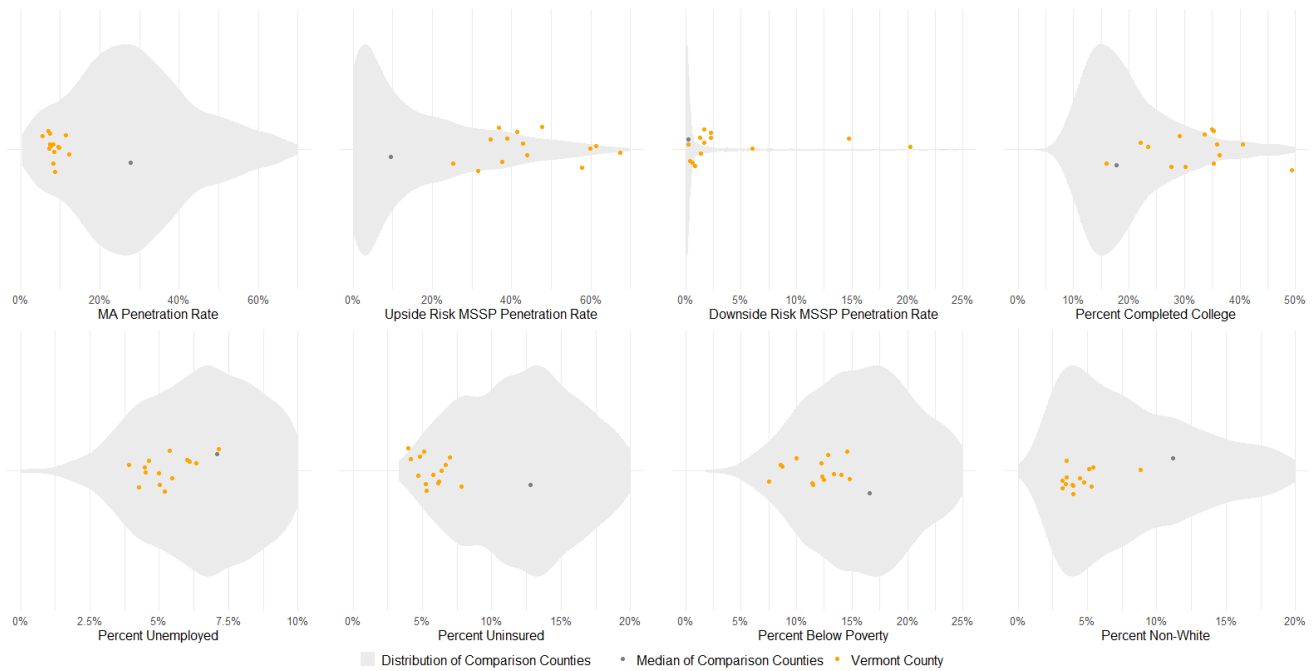 0% 20% 40% 60%
MA Penetration Rate
0% 20% 40% 60%
Upside Risk MSSP Penetration Rate
0% 5% 10% 15% 20% 25%
Downside Risk MSSP Penetration Rate
0% 10% 20% 30% 40% 50%
Percent Completed College
0% 2.5% 5% 7.5% 10%
Percent Unemployed
0% 5% 10% 15% 20%
Percent Uninsured
0% 5% 10% 15% 20% 25%
Percent Below Poverty
0% 5% 10% 15% 20%
Percent Non-White
Distribution of Comparison Counties Median of Comparison Counties Vermont County